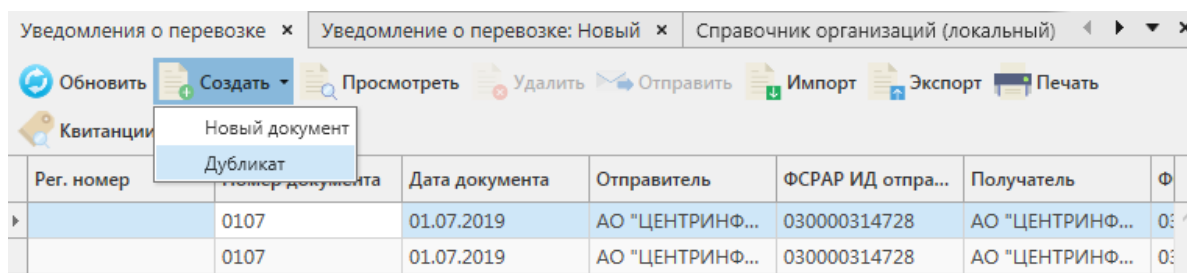 Уведомления о перевозке × Уведомление о перевозке: Новый × Справочник организаций (локальный)
Обновить Создать Просмотреть Удалить Отправить Импорт Экспорт Печать
Квитанции Новый документ
Дубликат
Рег. номер Номер документа Дата документа Отправитель ФСРАР ИД отпра... Получатель Ф
0107 01.07.2019 АО "ЦЕНТРИНФ... 030000314728 АО "ЦЕНТРИНФ... 03
0107 01.07.2019 АО "ЦЕНТРИНФ... 030000314728 АО "ЦЕНТРИНФ... 03